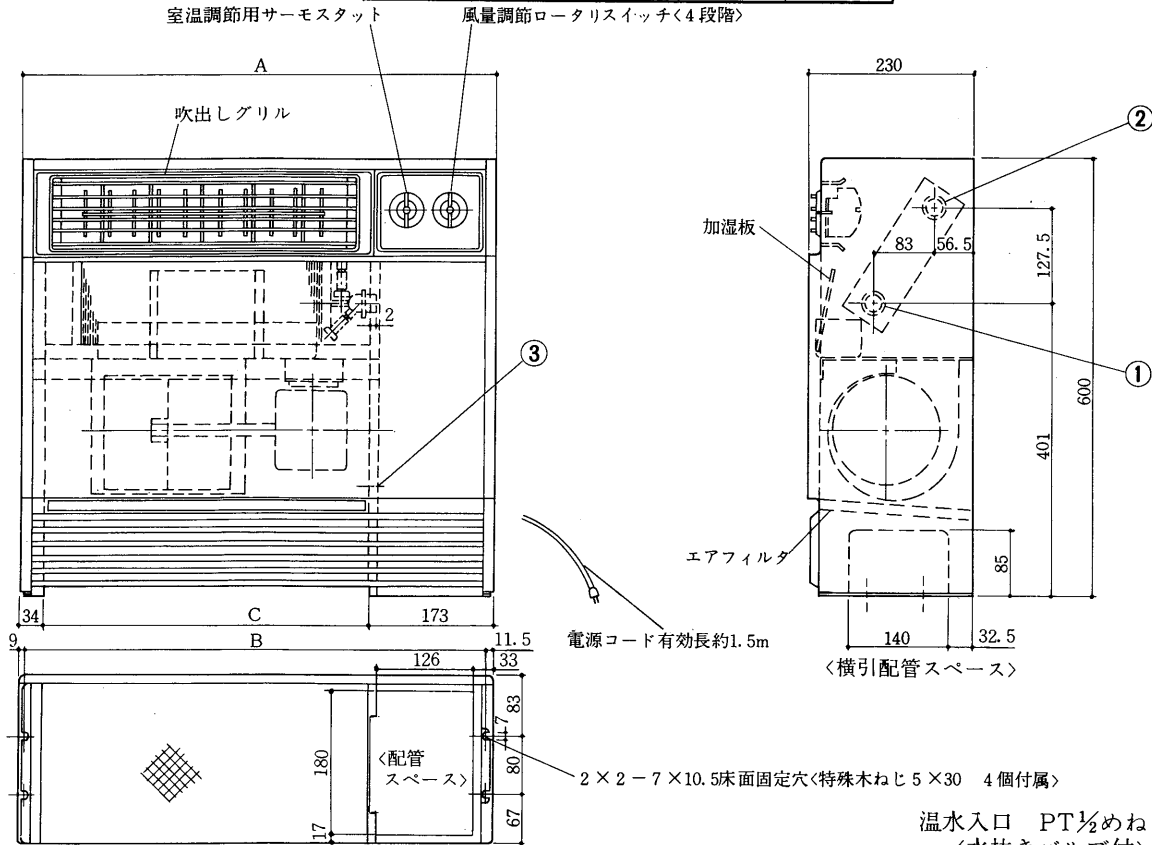 室温調節用サーモスタット
風量調節ロータリスイッチ〈4段階〉
A
230
吹出しグリル
②
加湿板
83
56.5
127.5
2
③
①
600
401
エアフィルタ
85
34
C
173
電源コード有効長約1.5m
140
32.5
〈横引配管スペース〉
9
B
11.5
126
33
83
7
180
〈配管
スペース〉
80
2×2−7×10.5床面固定穴〈特殊木ねじ5×30 4個付属〉
17
67
温水入口 PT½めね